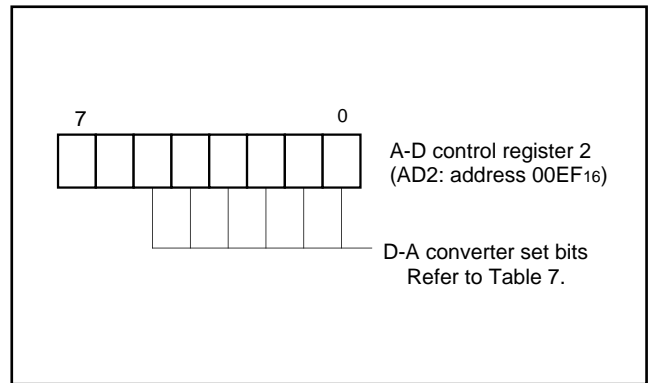 7 0
A-D control register 2
(AD2: address 00EF16)
D-A converter set bits
Refer to Table 7.